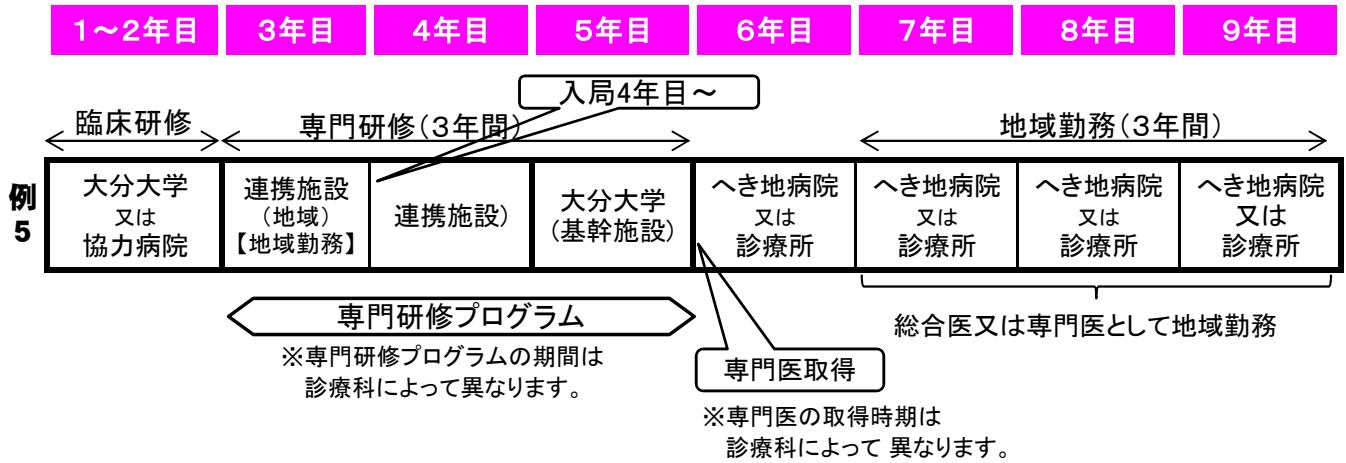 1～2年目 3年目 4年目 5年目 6年目 7年目 8年目 9年目
入局4年目～
臨床研修 専門研修(3年間) 地域勤務(3年間)
例5
大分大学
又は
協力病院
連携施設
(地域)
【地域勤務】
連携施設)
大分大学
(基幹施設)
へき地病院
又は
診療所
へき地病院
又は
診療所
へき地病院
又は
診療所
へき地病院
又は
診療所
専門研修プログラム
※専門研修プログラムの期間は
診療科によって異なります。
総合医又は専門医として地域勤務
専門医取得
※専門医の取得時期は
診療科によって 異なります。